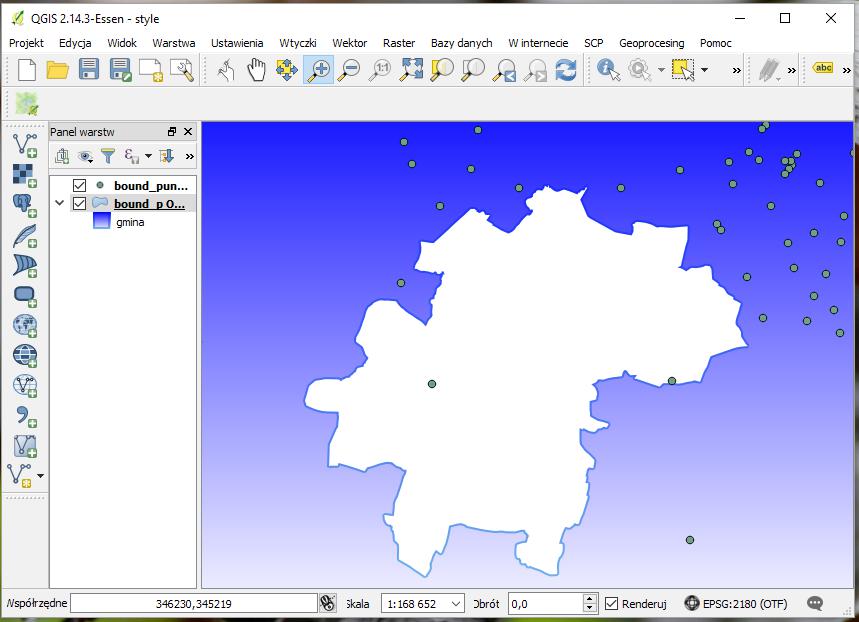 QGIS 2.14.3-Essen - style
Projekt Edycja Widok Warstwa Ustawienia Wtyczki Wektor Raster Bazy danych W internecie SCP Geoprocesing Pomoc
1:1 » » abc »
Panel warstw
»
bound_pun...
bound_p O...
gmina
Współrzędne 346230,345219 Skala 1:168 652 Obrót 0,0 Renderuj EPSG:2180 (OTF)